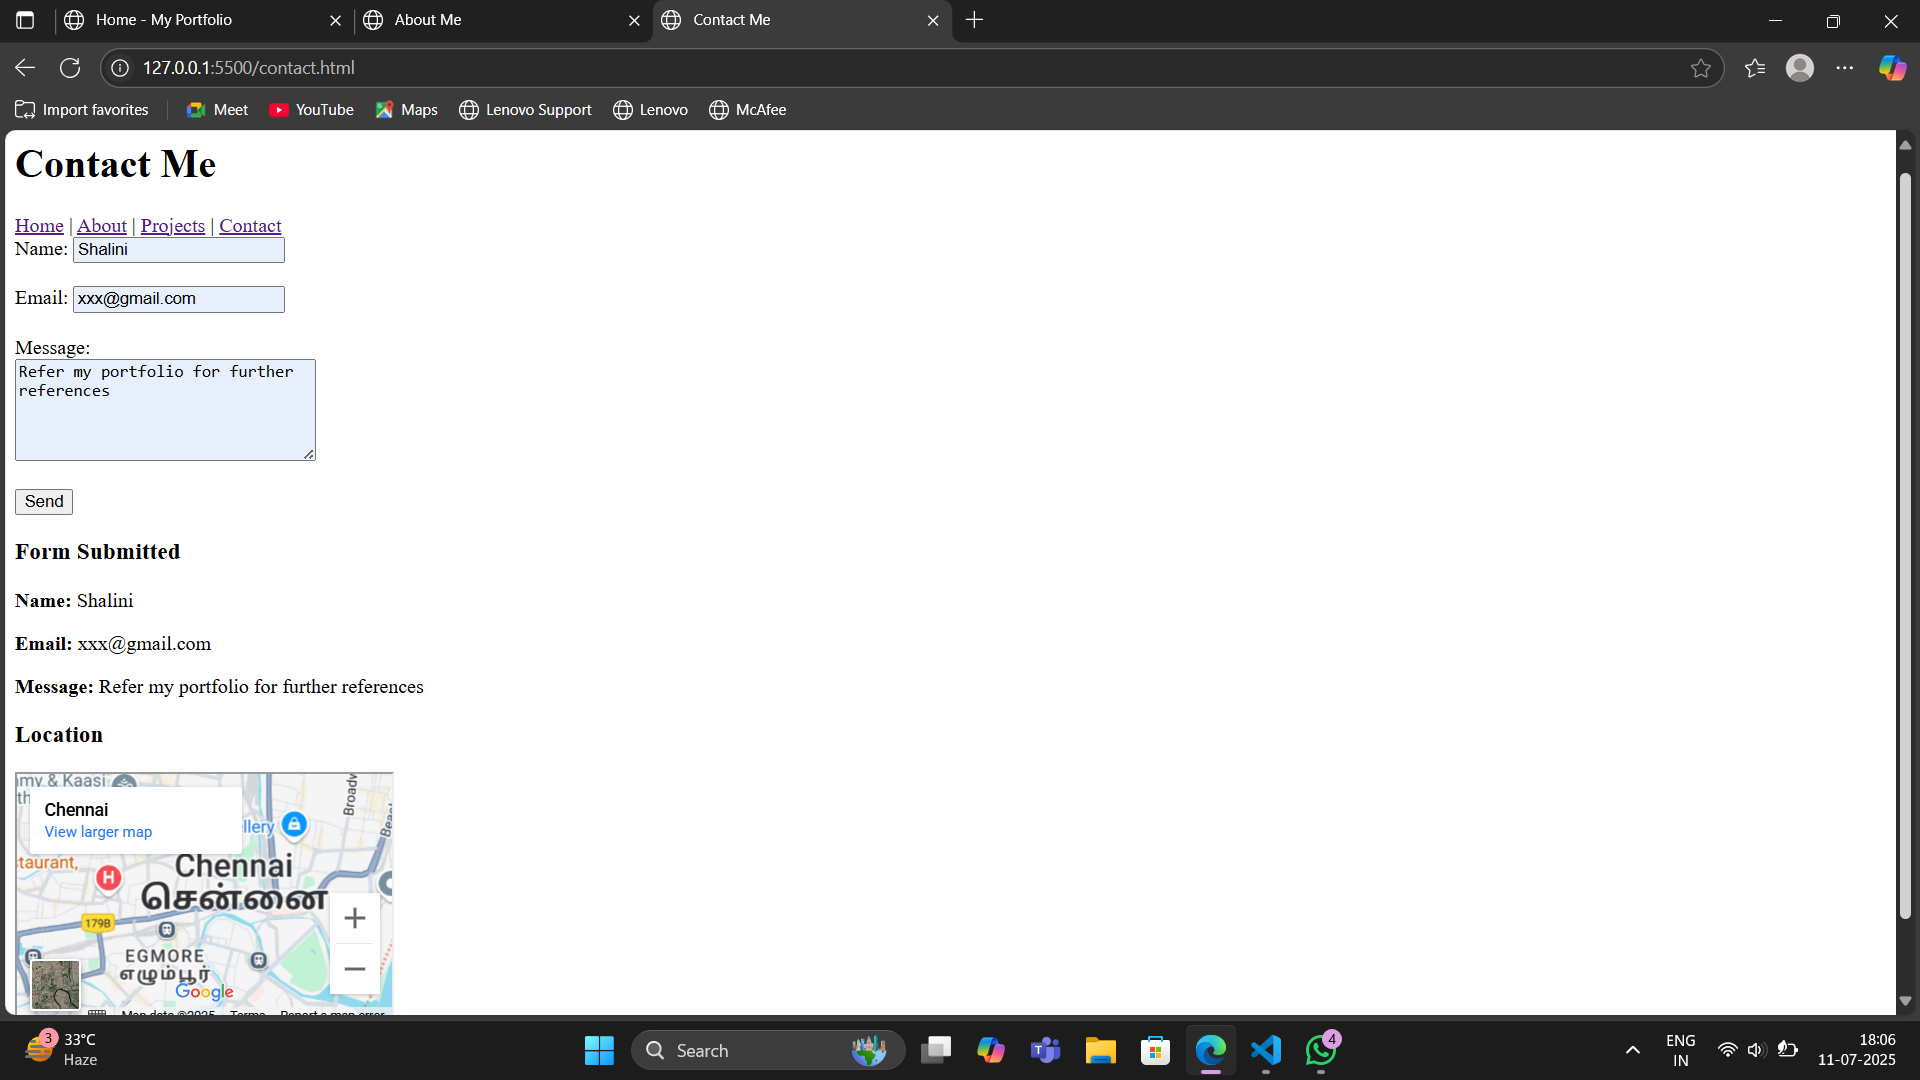 Home - My Portfolio
About Me
Contact Me
127.0.0.1:5500/contact.html
Import favorites
Meet
YouTube
Maps
Lenovo Support
Lenovo
McAfee
Contact Me
Home | About | Projects | Contact
Name: Shalini
Email: xxx@gmail.com
Message:
Refer my portfolio for further
references
Send
Form Submitted
Name: Shalini
Email: xxx@gmail.com
Message: Refer my portfolio for further references
Location
Chennai
View larger map
Chennai
சென்னை
179B
EGMORE
எழும்பூர்
Google
Map data ©2025 Terms Report a map error
3 33°C
Haze
Search
4
ENG
IN
18:06
11-07-2025